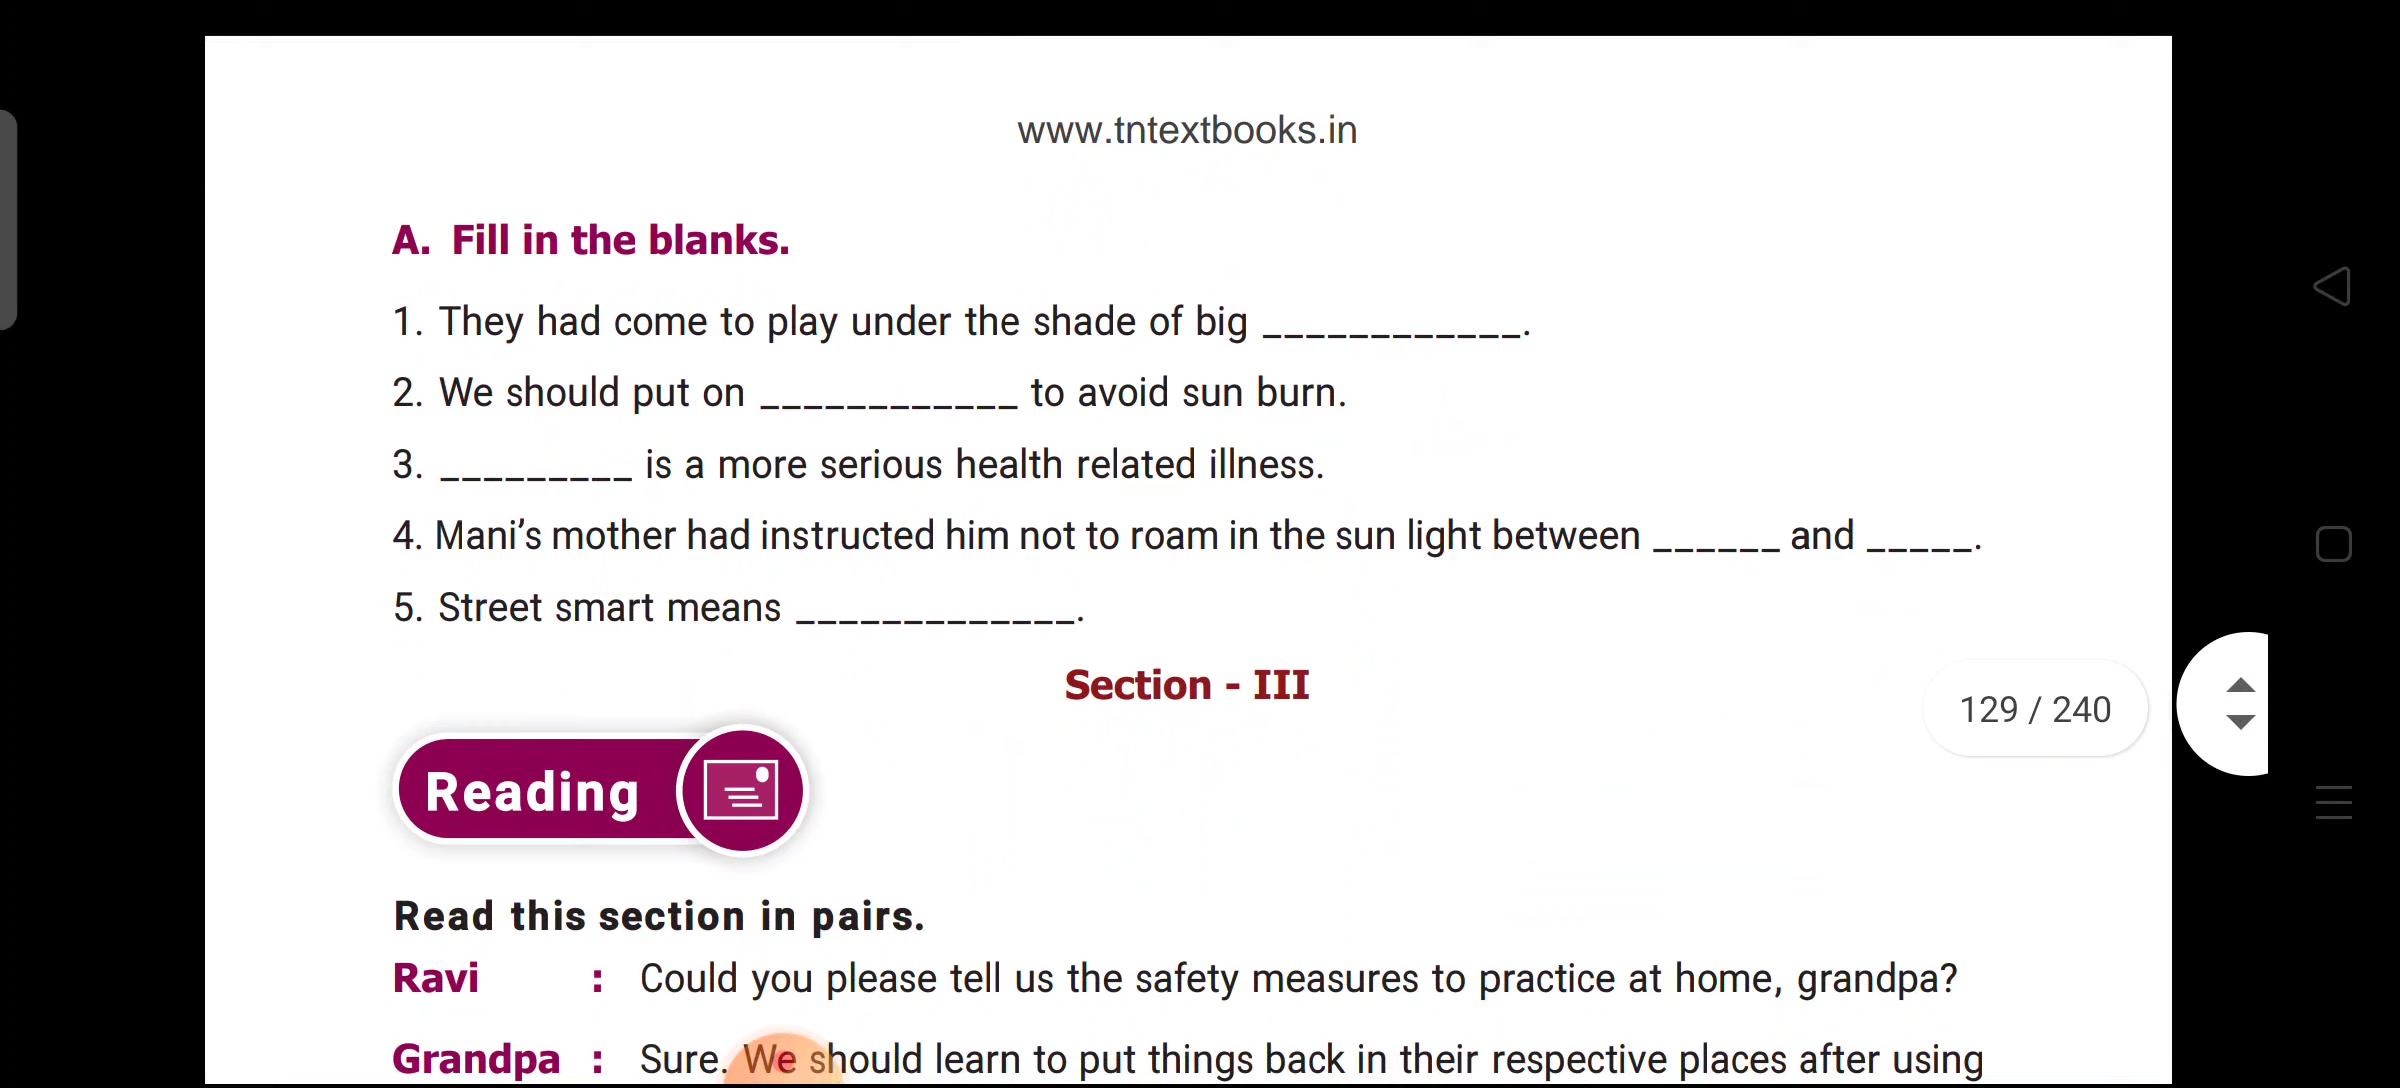 www.tntextbooks.in
A. Fill in the blanks.
1. They had come to play under the shade of big ____________.
2. We should put on ____________ to avoid sun burn.
3. _________ is a more serious health related illness.
4. Mani’s mother had instructed him not to roam in the sun light between ______ and _____.
5. Street smart means _____________.
Section - III
129 / 240
Reading
Read this section in pairs.
Ravi : Could you please tell us the safety measures to practice at home, grandpa?
Grandpa : Sure. We should learn to put things back in their respective places after using